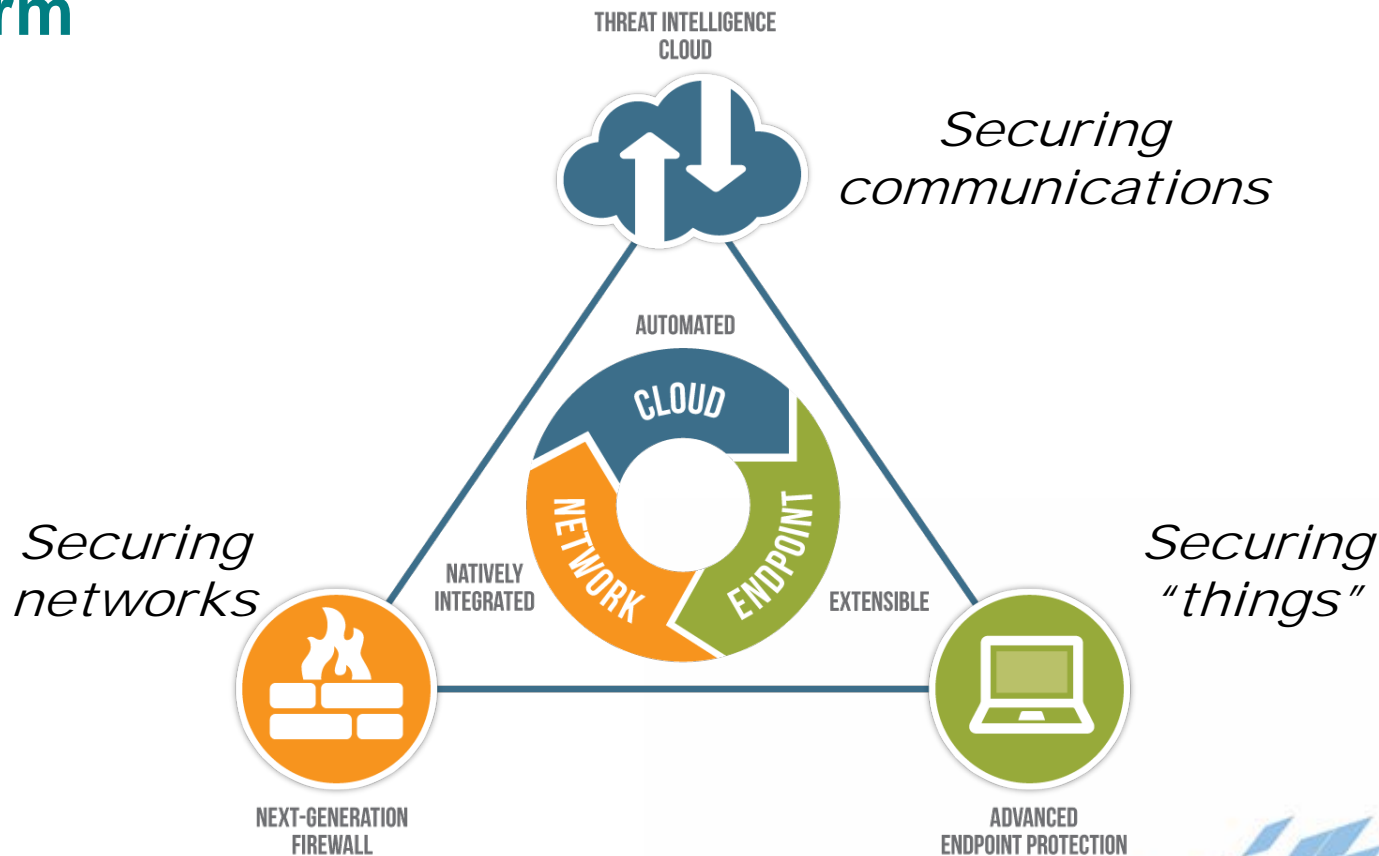 rm
THREAT INTELLIGENCE
CLOUD
Securing
communications
AUTOMATED
CLOUD
NETWORK
ENDPOINT
Securing
networks
NATIVELY
INTEGRATED
EXTENSIBLE
Securing
“things”
NEXT-GENERATION
FIREWALL
ADVANCED
ENDPOINT PROTECTION